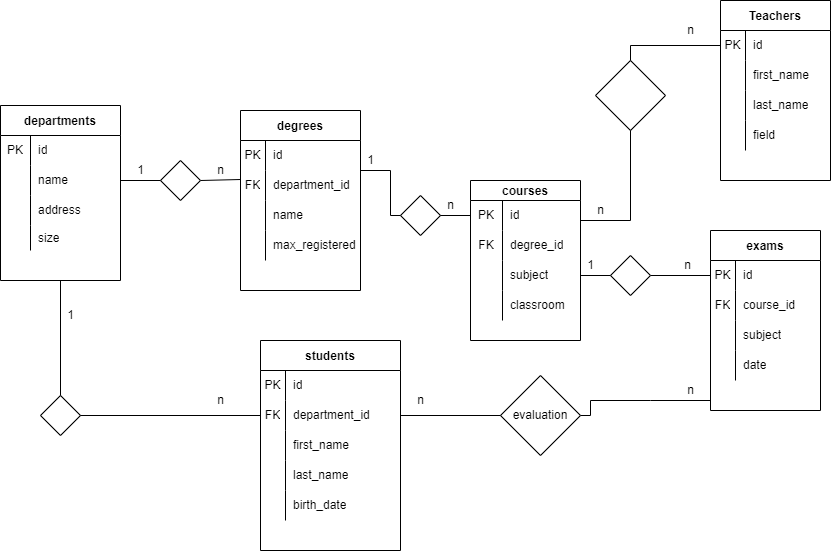 departments
PK id
name
address
size
1
n
degrees
PK id
FK department_id
name
max_registered
1
n
courses
PK id
FK degree_id
subject
classroom
n
n
Teachers
PK id
first_name
last_name
field
1
n
exams
PK id
FK course_id
subject
date
1
n
students
PK id
FK department_id
first_name
last_name
birth_date
n
evaluation
n